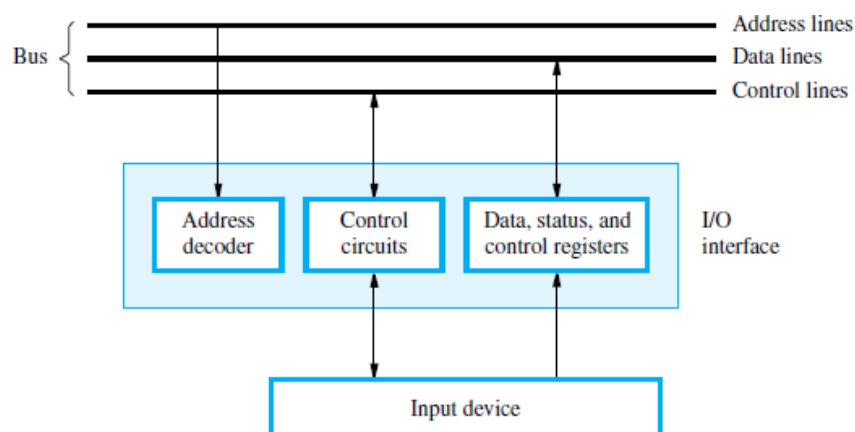 Address lines
Bus
Data lines
Control lines
Address
decoder
Control
circuits
Data, status, and
control registers
I/O
interface
Input device